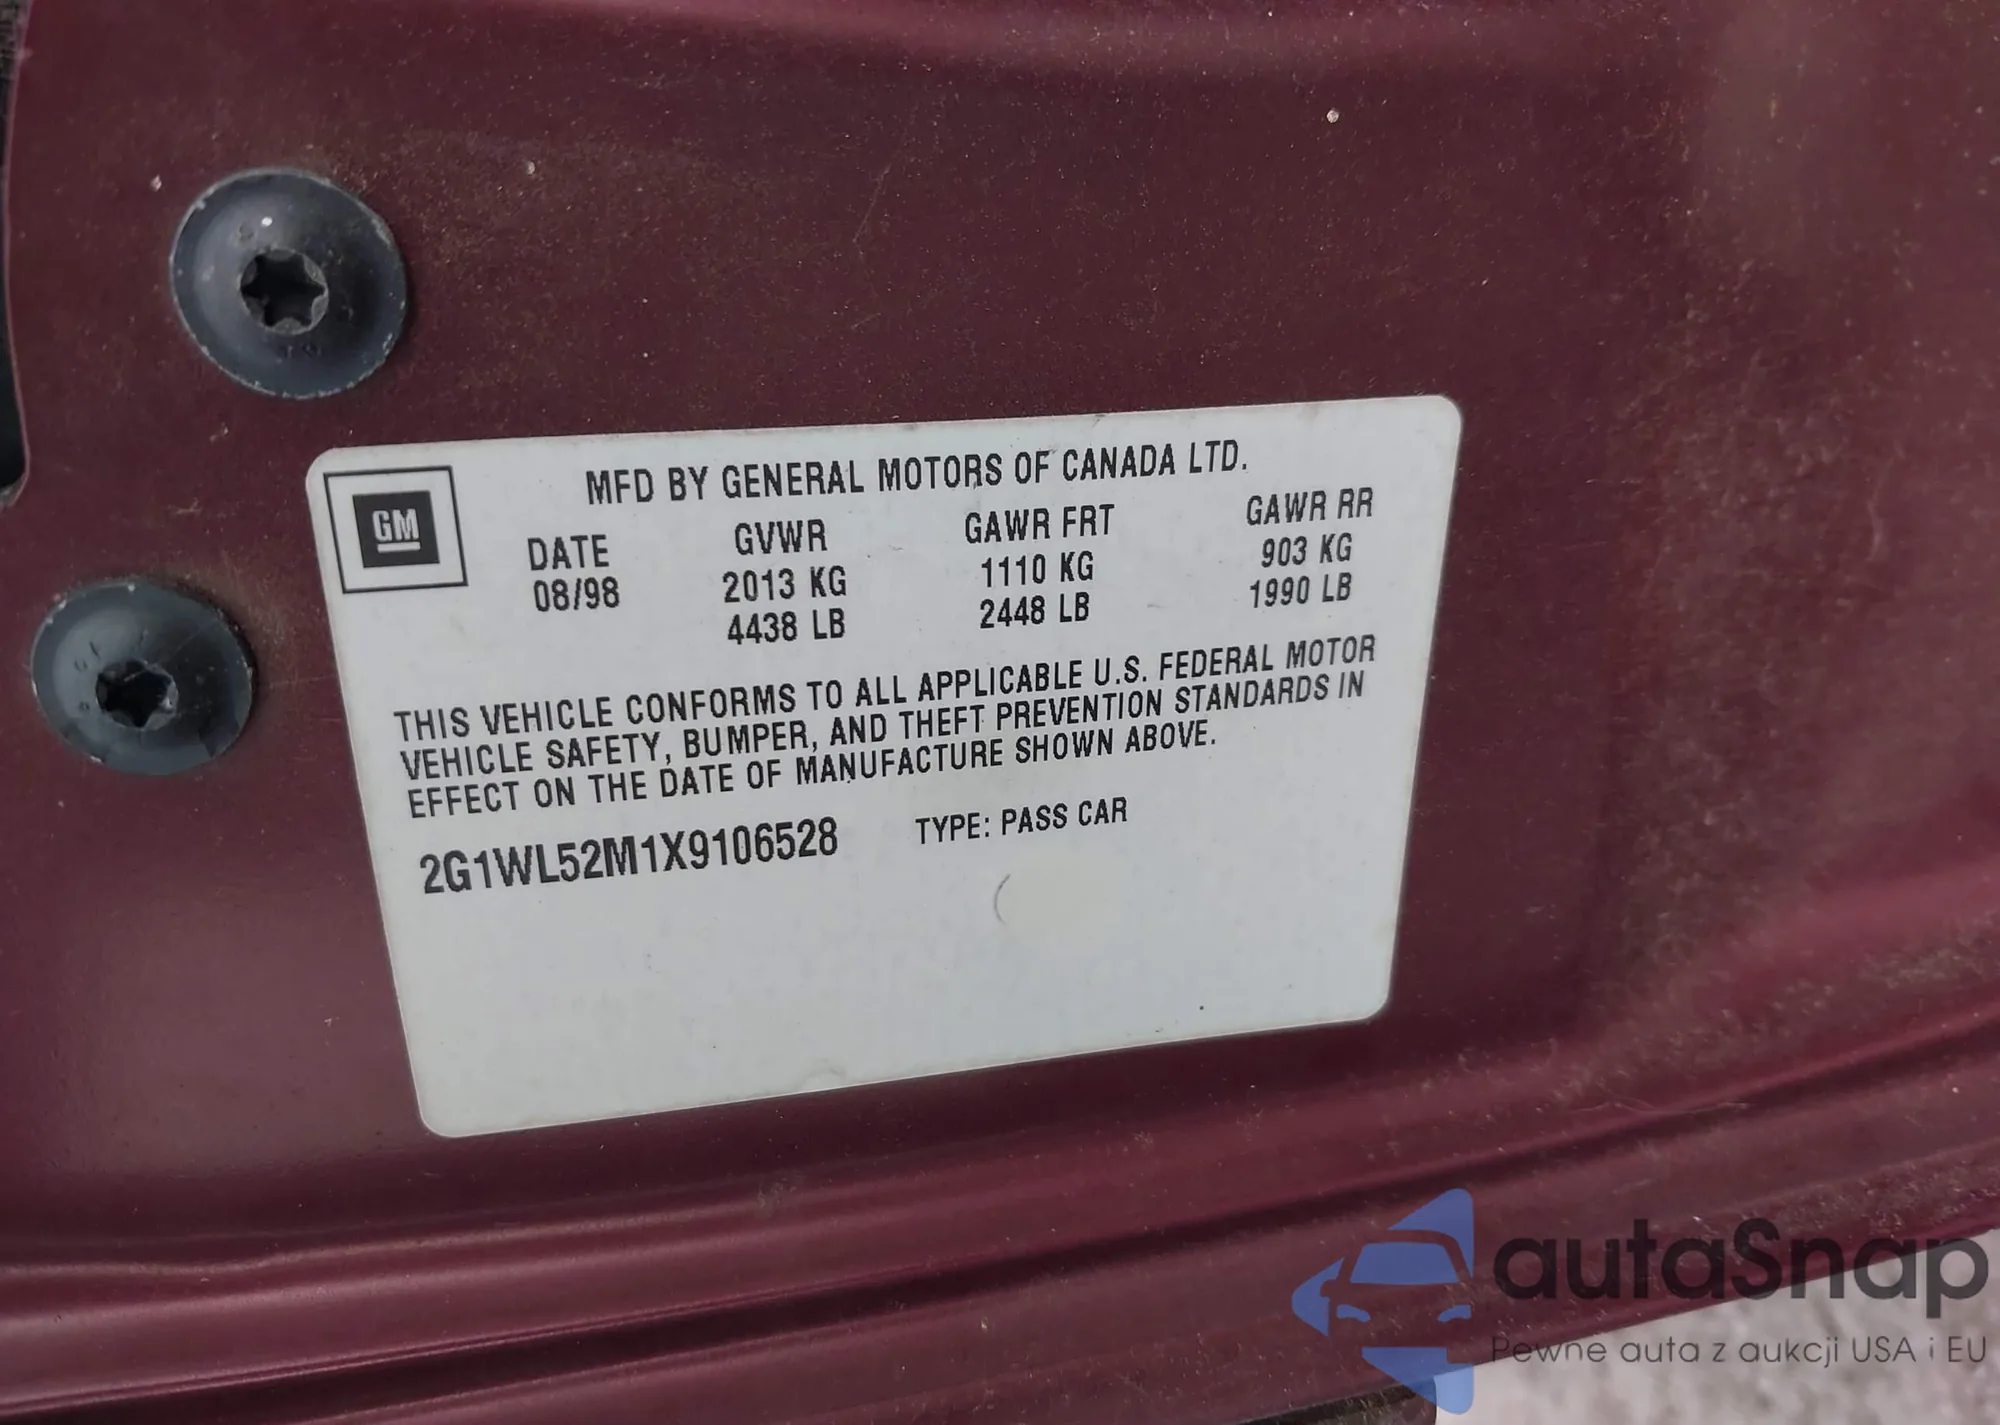 MFD BY GENERAL MOTORS OF CANADA LTD.
GM
DATE GVWR GAWR FRT GAWR RR
08/98 2013 KG 1110 KG 903 KG
4438 LB 2448 LB 1990 LB
THIS VEHICLE CONFORMS TO ALL APPLICABLE U.S. FEDERAL MOTOR
VEHICLE SAFETY, BUMPER, AND THEFT PREVENTION STANDARDS IN
EFFECT ON THE DATE OF MANUFACTURE SHOWN ABOVE.
2G1WL52M1X9106528 TYPE: PASS CAR
autaSnap
Pewne auta z aukcji USA i EU